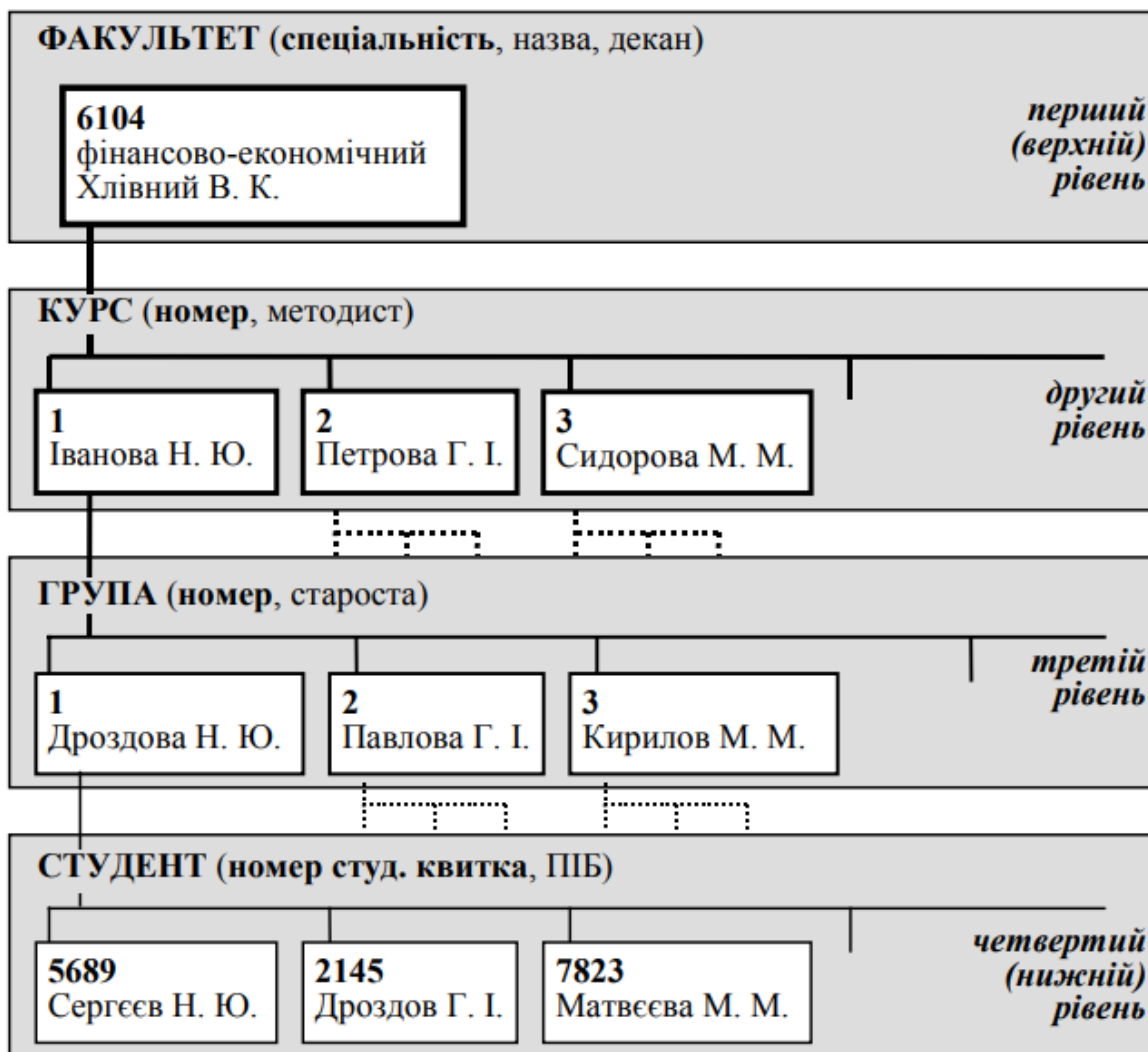 ФАКУЛЬТЕТ (спеціальність, назва, декан)
6104
фінансово-економічний
Хлівний В. К.
перший
(верхній)
рівень
КУРС (номер, методист)
1
Іванова Н. Ю.
2
Петрова Г. І.
3
Сидорова М. М.
другий
рівень
ГРУПА (номер, староста)
1
Дроздова Н. Ю.
2
Павлова Г. І.
3
Кирилов М. М.
третій
рівень
СТУДЕНТ (номер студ. квитка, ПІБ)
5689
Сергєєв Н. Ю.
2145
Дроздов Г. І.
7823
Матвєєва М. М.
четвертий
(нижній)
рівень